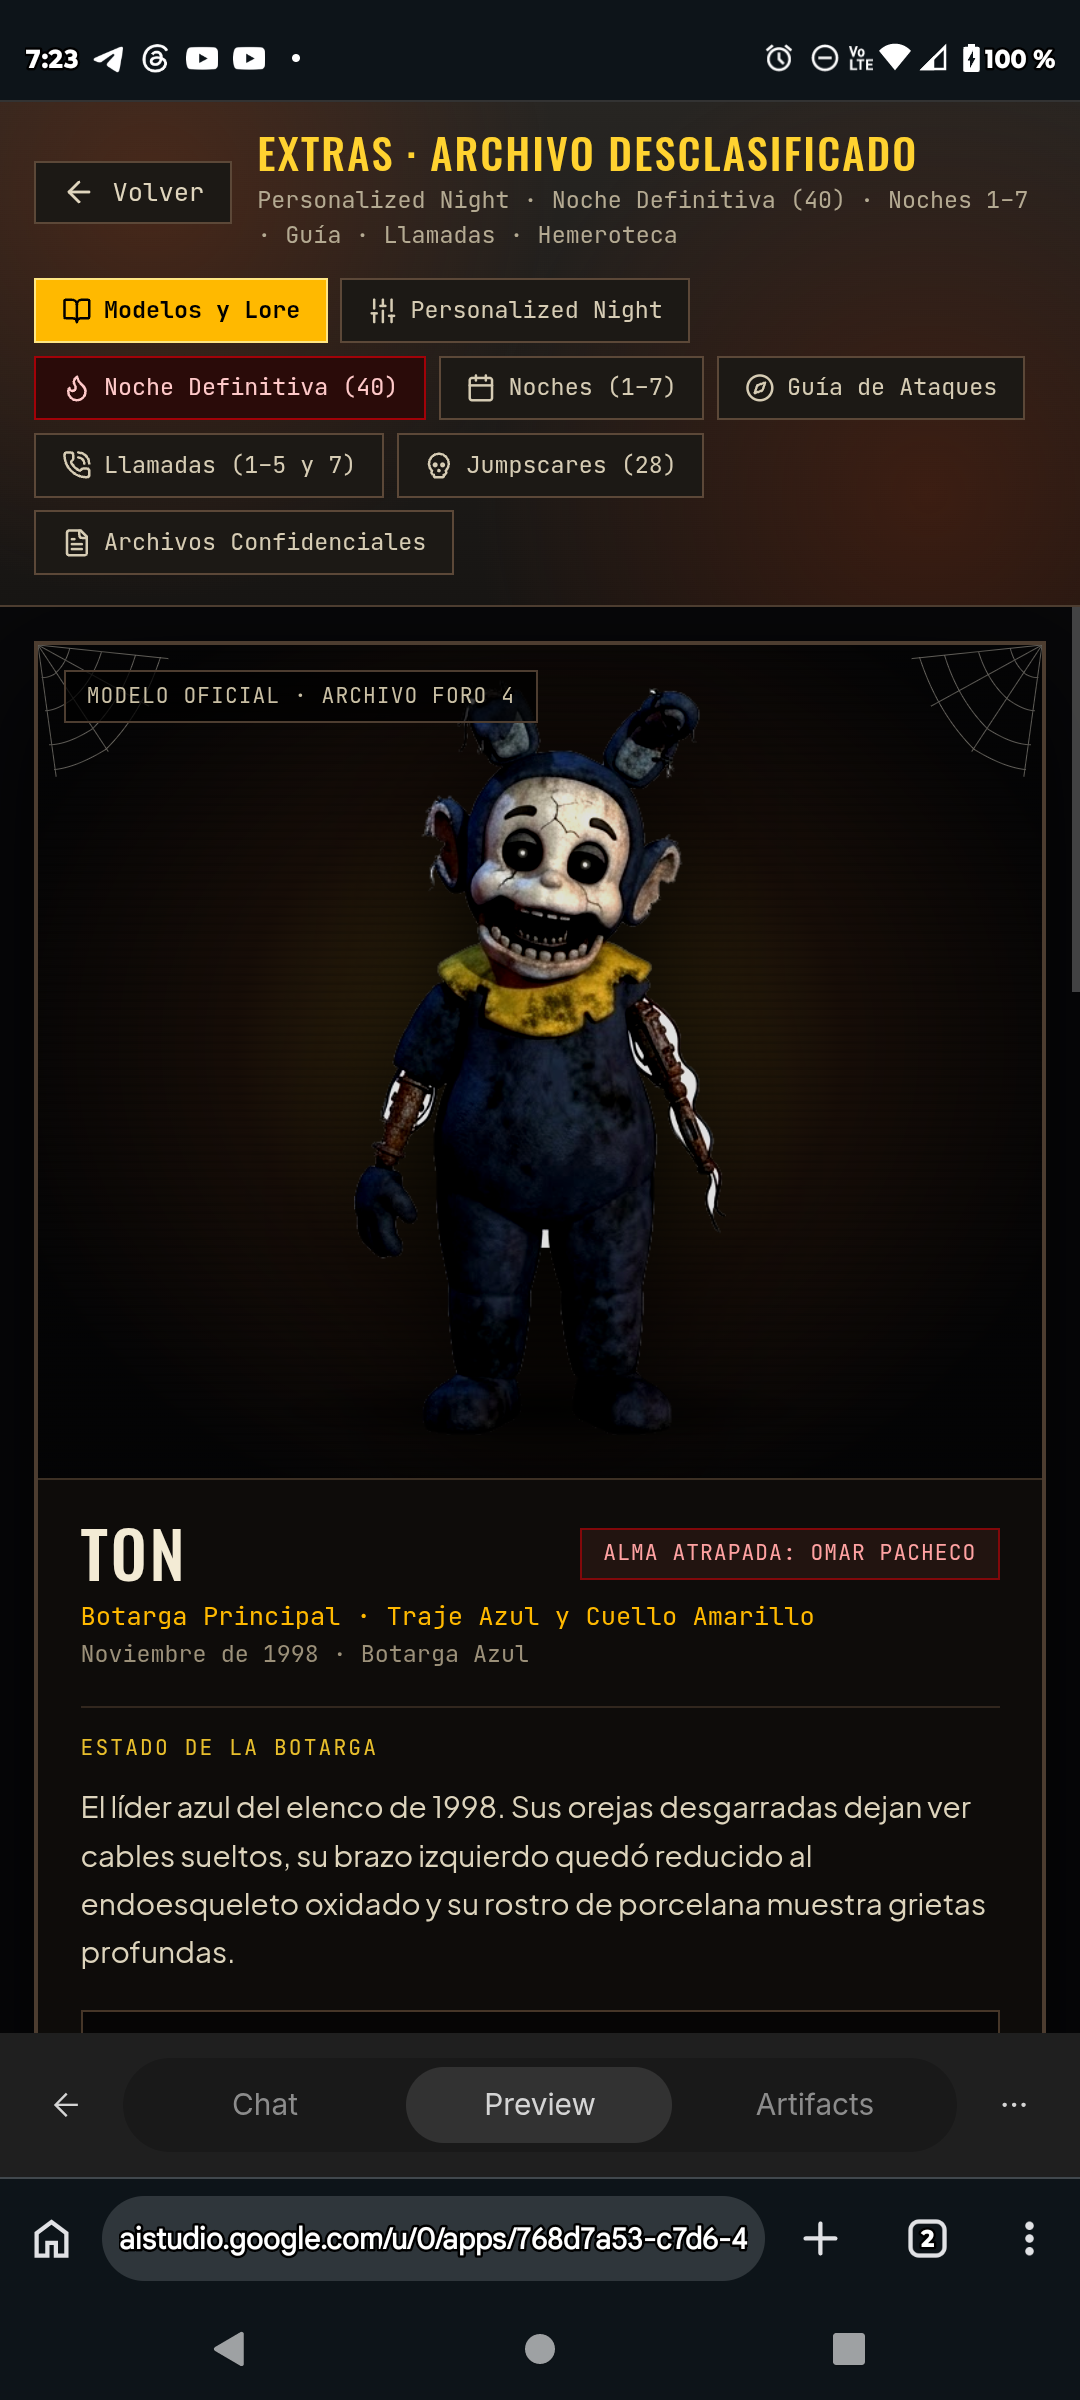 7:23
Vo LTE
100 %
EXTRAS · ARCHIVO DESCLASIFICADO
Volver
Personalized Night · Noche Definitiva (40) · Noches 1-7
· Guía · Llamadas · Hemeroteca
Modelos y Lore
Personalized Night
Noche Definitiva (40)
Noches (1-7)
Guía de Ataques
Llamadas (1-5 y 7)
Jumpscares (28)
Archivos Confidenciales
MODELO OFICIAL · ARCHIVO FORO 4
TON
ALMA ATRAPADA: OMAR PACHECO
Botarga Principal · Traje Azul y Cuello Amarillo
Noviembre de 1998 · Botarga Azul
ESTADO DE LA BOTARGA
El líder azul del elenco de 1998. Sus orejas desgarradas dejan ver
cables sueltos, su brazo izquierdo quedó reducido al
endoesqueleto oxidado y su rostro de porcelana muestra grietas
profundas.
Chat
Preview
Artifacts
aistudio.google.com/u/0/apps/768d7a53-c7d6-4
2